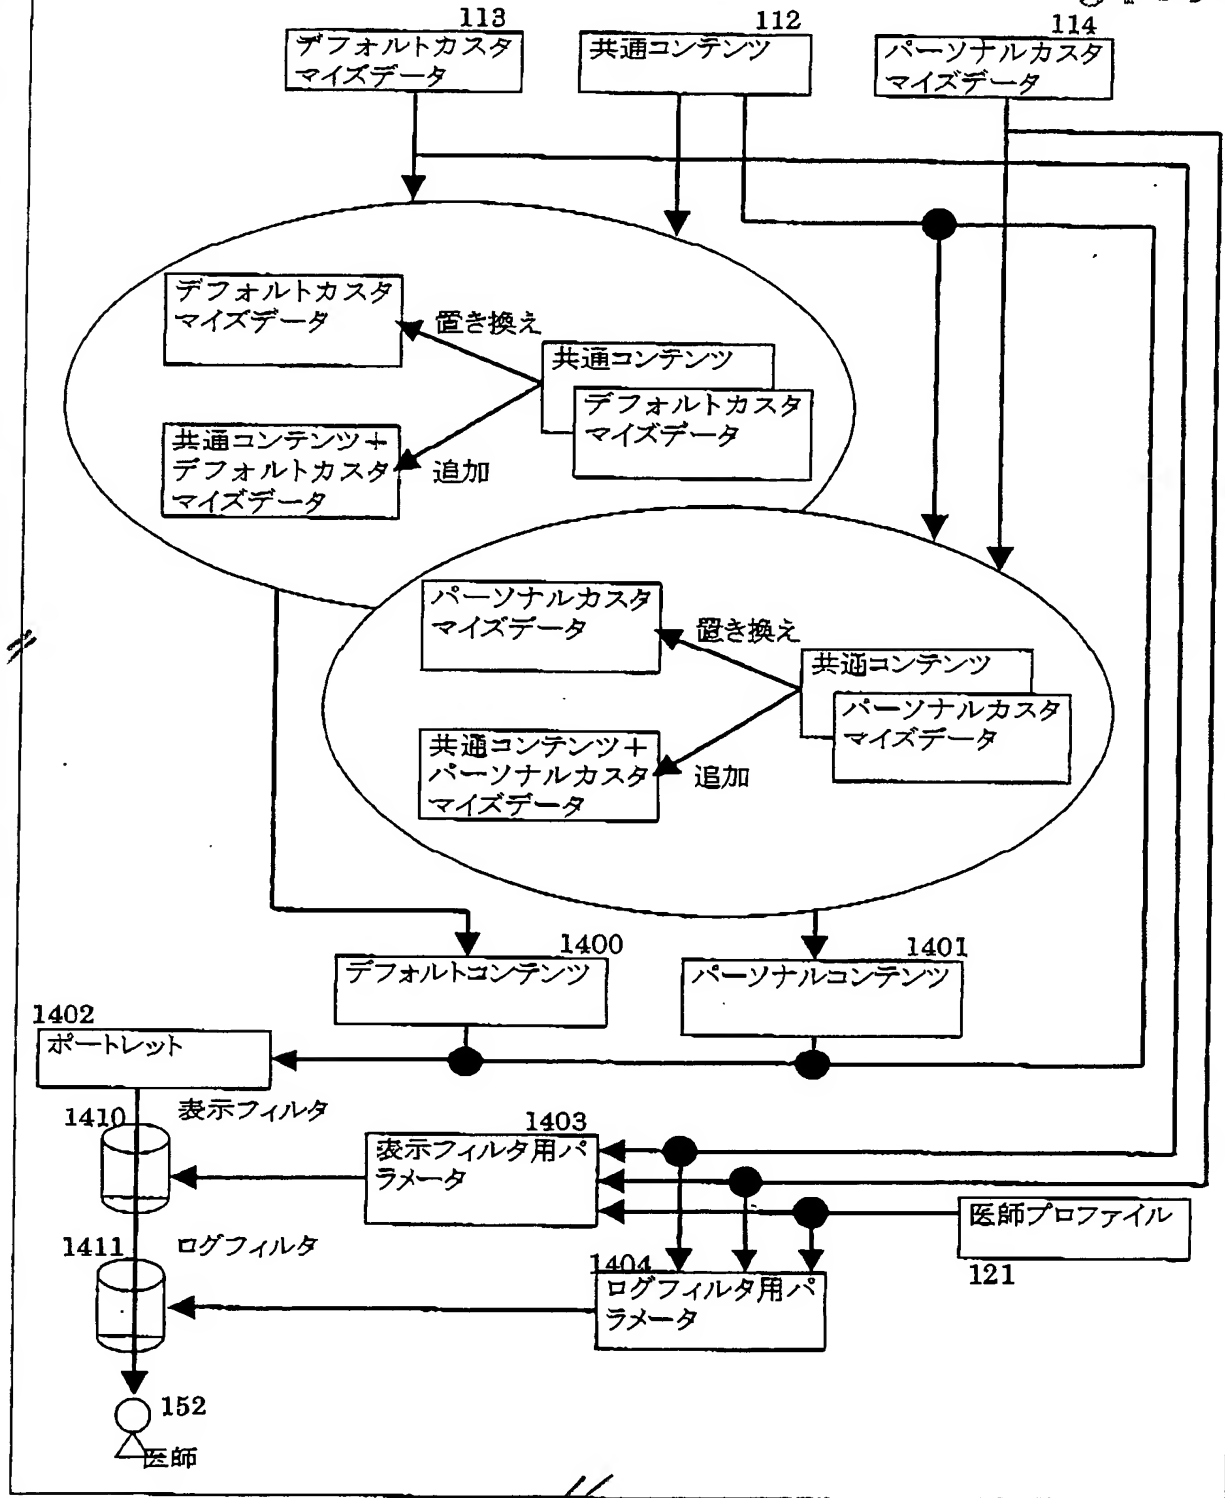 113
デフォルトカスタ
マイズデータ
112
共通コンテンツ
114
パーソナルカスタ
マイズデータ
デフォルトカスタ
マイズデータ
置き換え
共通コンテンツ
デフォルトカスタ
マイズデータ
共通コンテンツ＋
デフォルトカスタ
マイズデータ
追加
パーソナルカスタ
マイズデータ
置き換え
共通コンテンツ
パーソナルカスタ
マイズデータ
共通コンテンツ＋
パーソナルカスタ
マイズデータ
追加
1400
デフォルトコンテンツ
1401
パーソナルコンテンツ
1402
ポートレット
1410
表示フィルタ
1403
表示フィルタ用パ
ラメータ
医師プロファイル
121
1411
ログフィルタ
1404
ログフィルタ用パ
ラメータ
152
医師